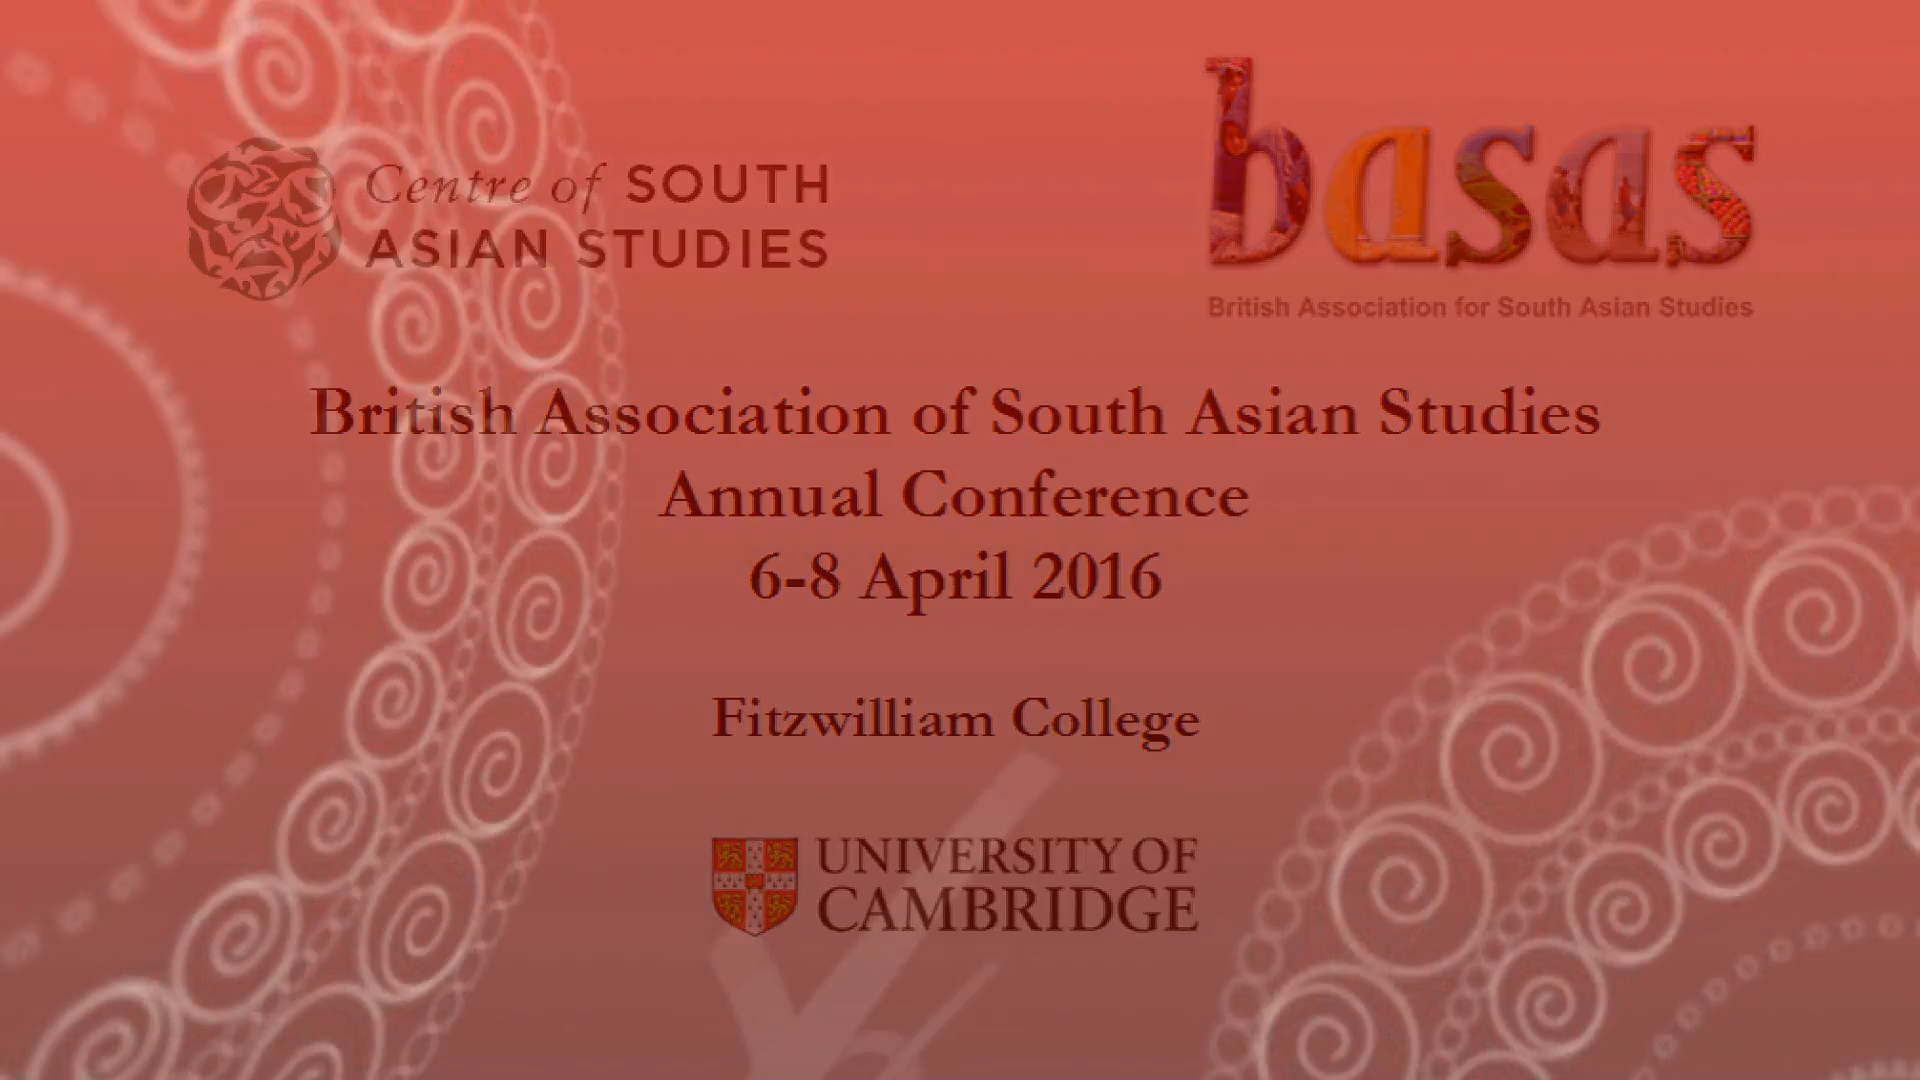 Centre of SOUTH
ASIAN STUDIES
basas
British Association for South Asian Studies
British Association of South Asian Studies
Annual Conference
6-8 April 2016
Fitzwilliam College
UNIVERSITY OF
CAMBRIDGE